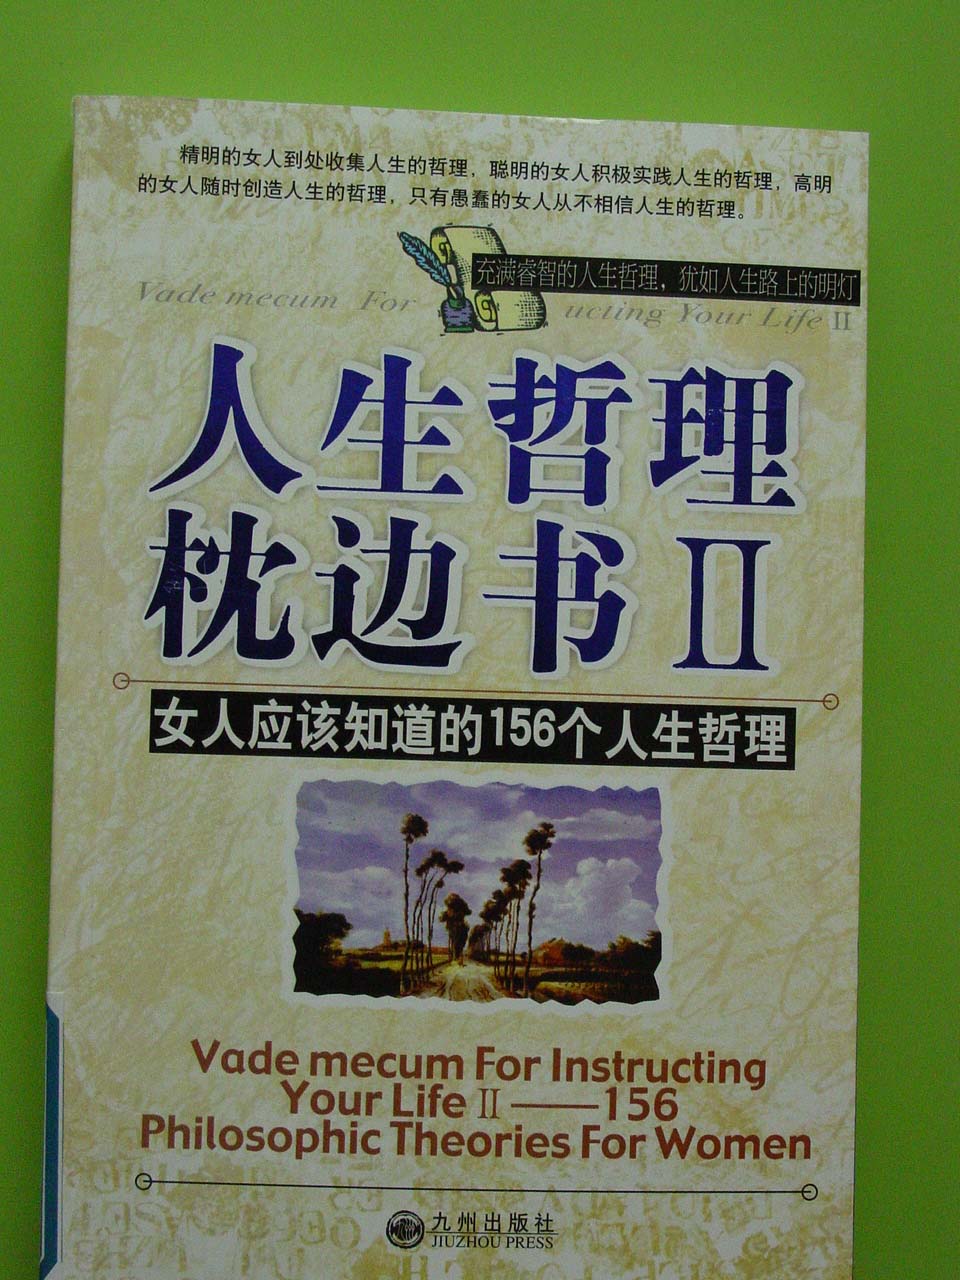 精明的女人到处收集人生的哲理，聪明的女人积极实践人生的哲理，高明
的女人随时创造人生的哲理，只有愚蠢的女人从不相信人生的哲理。
充满睿智的人生哲理，犹如人生路上的明灯
Vade mecum For ucting Your Life II
人生哲理
枕边书II
女人应该知道的156个人生哲理
Vade mecum For Instructing
Your Life II——156
Philosophic Theories For Women
九州出版社
JIUZHOU PRESS